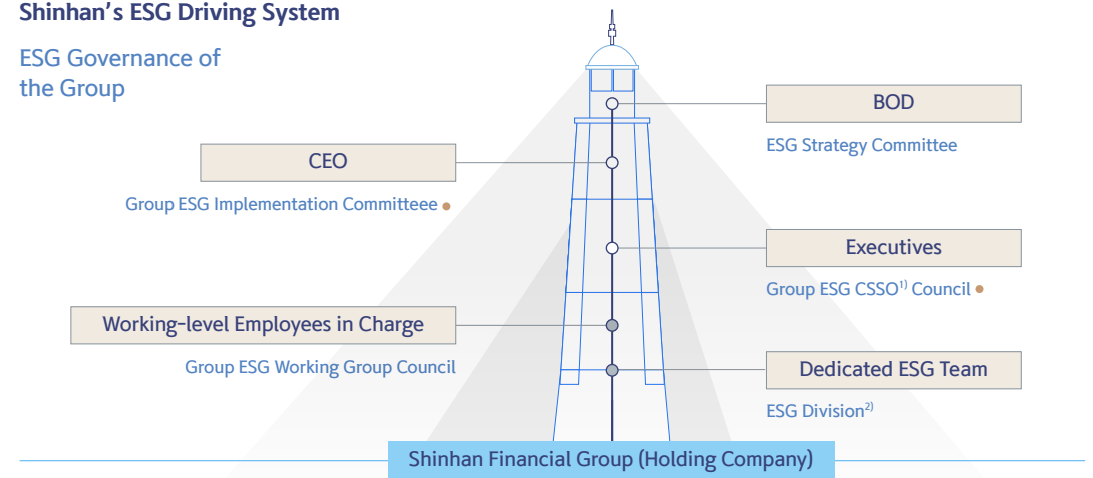 Shinhan's ESG Driving System
ESG Governance of
the Group
BOD
ESG Strategy Committee
CEO
Group ESG Implementation Committeee
Executives
Group ESG CSSO1) Council
Working-level Employees in Charge
Group ESG Working Group Council
Dedicated ESG Team
ESG Division2)
Shinhan Financial Group (Holding Company)